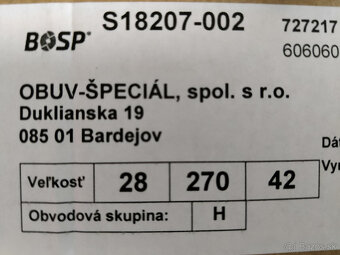 S18207-002
727217
BOSP®
606060
OBUV-ŠPECIÁL, spol. s r.o.
Duklianska 19
085 01 Bardejov
Veľkosť 28 270 42
Obvodová skupina: H